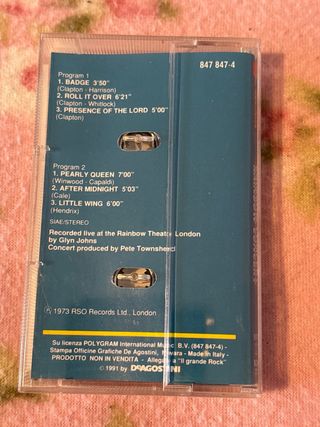 847 847-4
Program 1
1. BADGE 3'50"
(Clapton - Harrison)
2. ROLL IT OVER 6'21"
(Clapton - Whitlock)
3. PRESENCE OF THE LORD 5'00"
(Clapton)
Program 2
1. PEARLY QUEEN 7'00"
(Winwood - Capaldi)
2. AFTER MIDNIGHT 5'03"
(Cale)
3. LITTLE WING 6'00"
(Hendrix)
SIAE/STEREO
Recorded live at the Rainbow Theatre, London
by Glyn Johns
Concert produced by Pete Townshend
℗ 1973 RSO Records Ltd., London
Su licenza POLYGRAM International Music B.V. (847 847-4) -
Stampa Officine Grafiche De Agostini, Novara - Made in Italy -
PRODOTTO NON IN VENDITA - Allegato a "Il grande Rock"
© 1991 by DEAGOSTINI